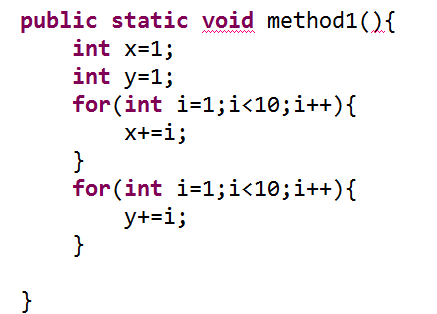 public static void method1(){
    int x=1;
    int y=1;
    for(int i=1;i<10;i++){
        x+=i;
    }
    for(int i=1;i<10;i++){
        y+=i;
    }

}